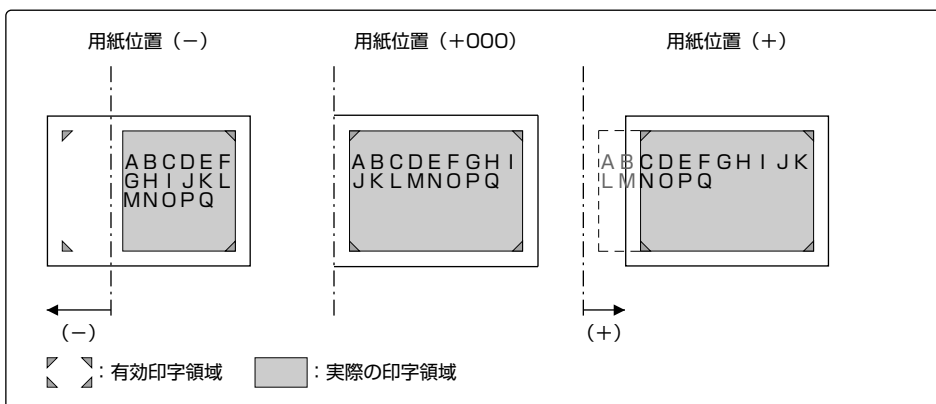 用紙位置（－） 用紙位置（＋000） 用紙位置（＋）
ABCDEF
GHIJKL
MNOPQ
ABCDEFGHI
JKLMNOPQ
ABCDEFGHIJK
LMNOPQ
（－） （＋）
：有効印字領域 ：実際の印字領域